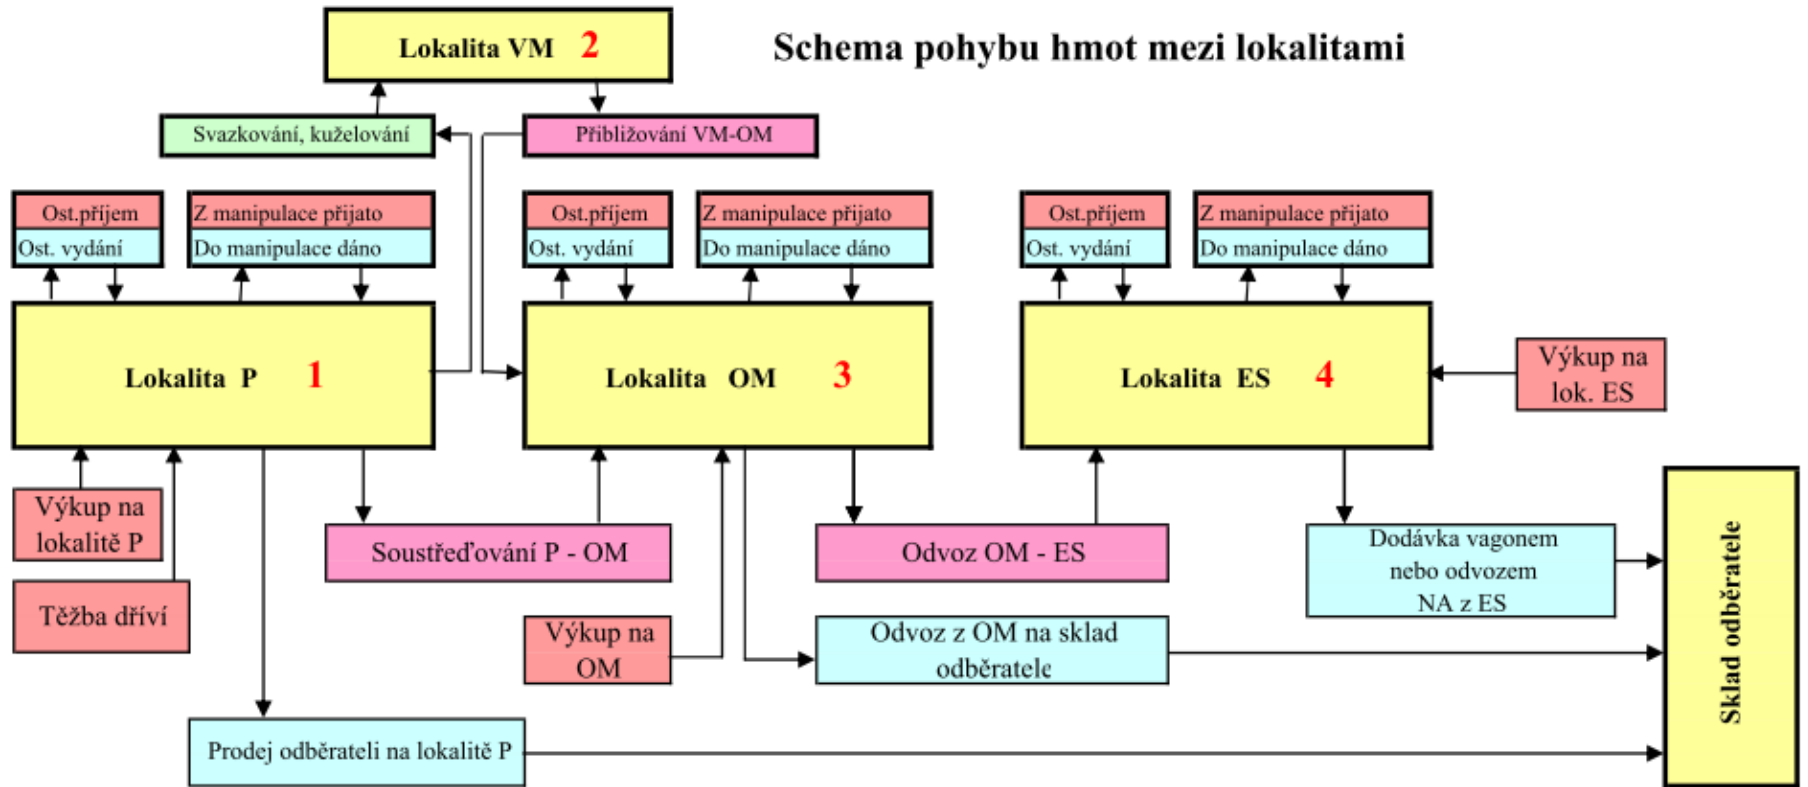 Schema pohybu hmot mezi lokalitami
Lokalita VM 2
Svazkování, kuželování
Přibližování VM-OM
Ost.příjem
Ost. vydání
Z manipulace přijato
Do manipulace dáno
Ost.příjem
Ost. vydání
Z manipulace přijato
Do manipulace dáno
Ost.příjem
Ost. vydání
Z manipulace přijato
Do manipulace dáno
Lokalita P 1
Lokalita OM 3
Lokalita ES 4
Výkup na
lok. ES
Výkup na
lokalitě P
Těžba dříví
Soustřeďování P - OM
Odvoz OM - ES
Dodávka vagonem
nebo odvozem
NA z ES
Výkup na
OM
Odvoz z OM na sklad
odběratele
Prodej odběrateli na lokalitě P
Sklad odběratele